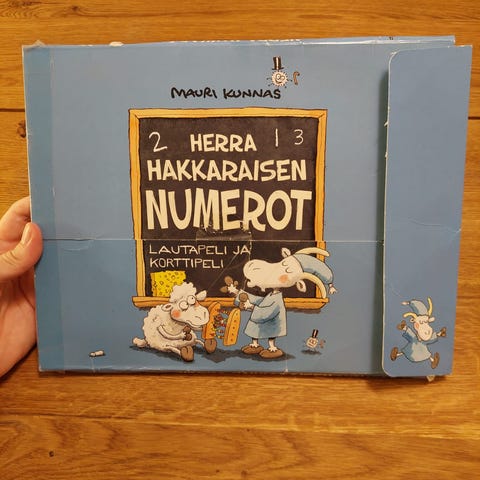 MAURI KUNNAS
2 HERRA 1 3
HAKKARAISEN
NUMEROT
LAUTAPELI JA
KORTTIPELI